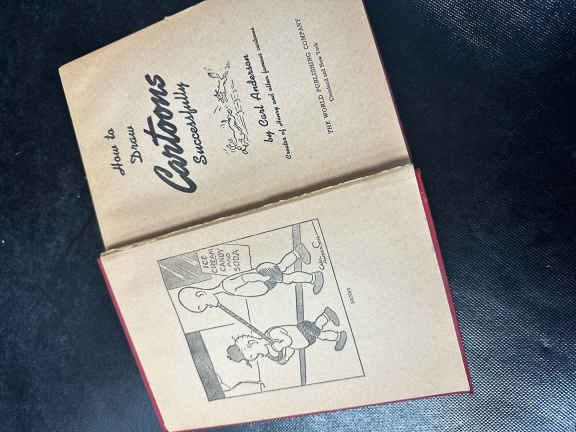 ICE
CREAM
CANDY
AND
SODA
HENRY
How to
Draw
Cartoons
Successfully
by Carl Anderson
Creator of Henry and other famous cartoons
THE WORLD PUBLISHING COMPANY
Cleveland and New York